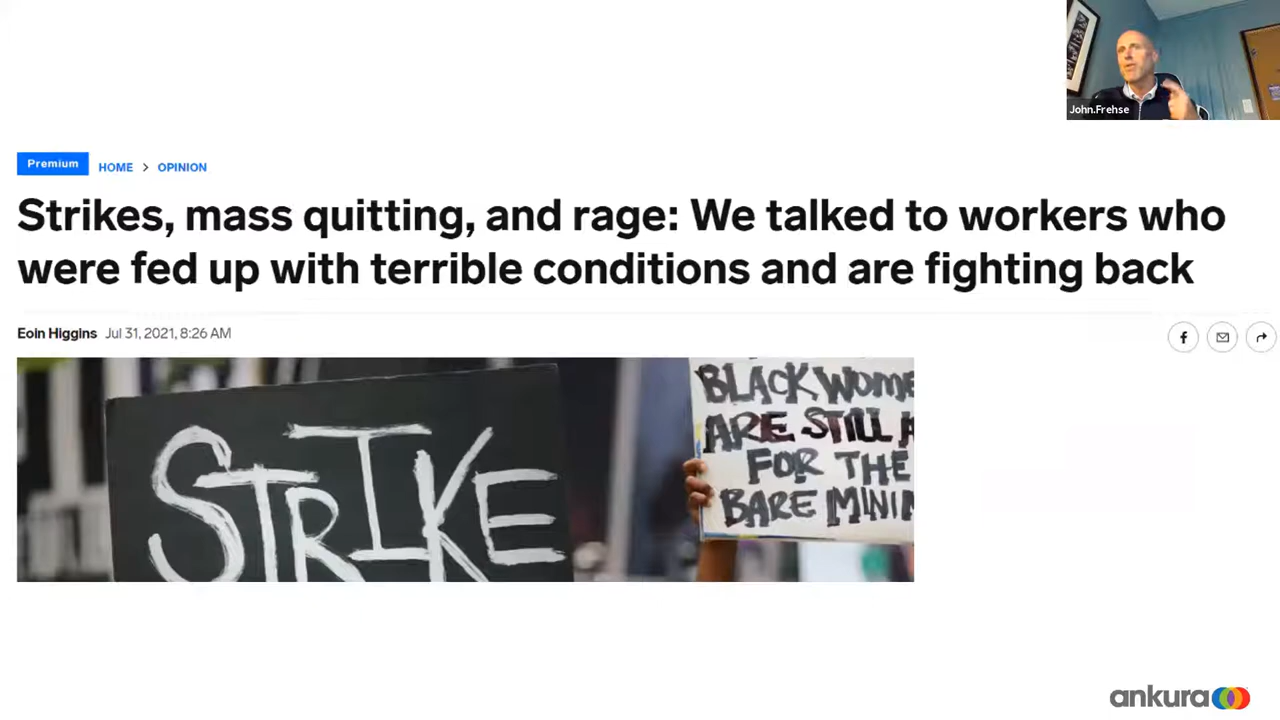 John.Frehse
Premium HOME > OPINION
Strikes, mass quitting, and rage: We talked to workers who
were fed up with terrible conditions and are fighting back
Eoin Higgins Jul 31, 2021, 8:26 AM
STRIKE
BLACK WOME
ARE STILL
FOR THE
BARE MINI
ankura